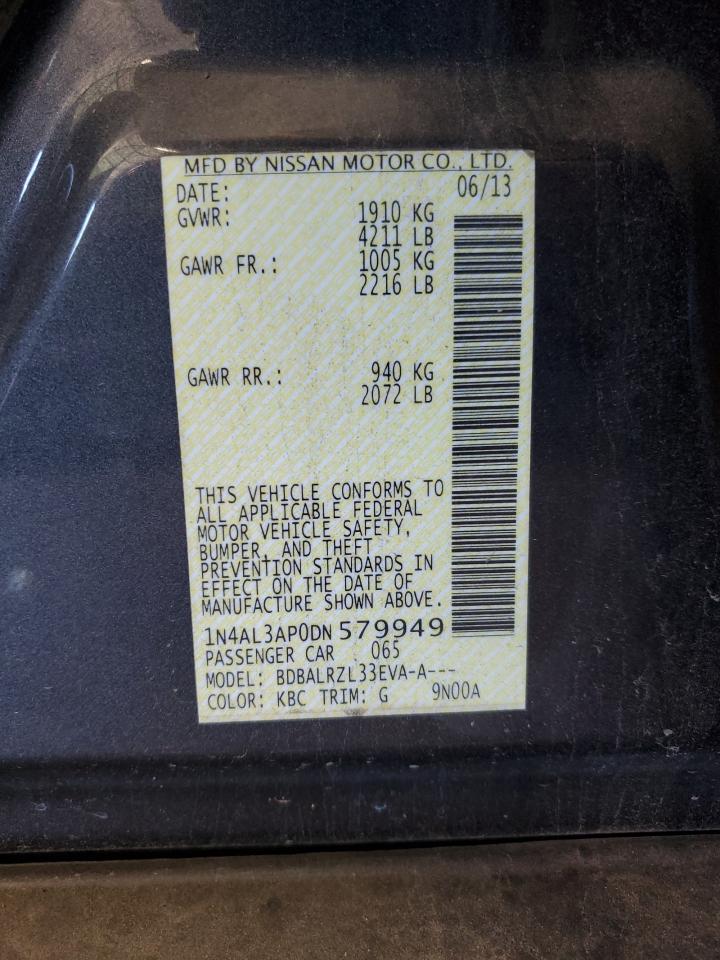 MFD BY NISSAN MOTOR CO., LTD.
DATE: 06/13
GVWR: 1910 KG
4211 LB
GAWR FR.: 1005 KG
2216 LB
GAWR RR.: 940 KG
2072 LB
THIS VEHICLE CONFORMS TO
ALL APPLICABLE FEDERAL
MOTOR VEHICLE SAFETY,
BUMPER, AND THEFT
PREVENTION STANDARDS IN
EFFECT ON THE DATE OF
MANUFACTURE SHOWN ABOVE.
1N4AL3AP0DN 579949
PASSENGER CAR 065
MODEL: BDBALRZL33EVA-A---
COLOR: KBC TRIM: G 9N00A